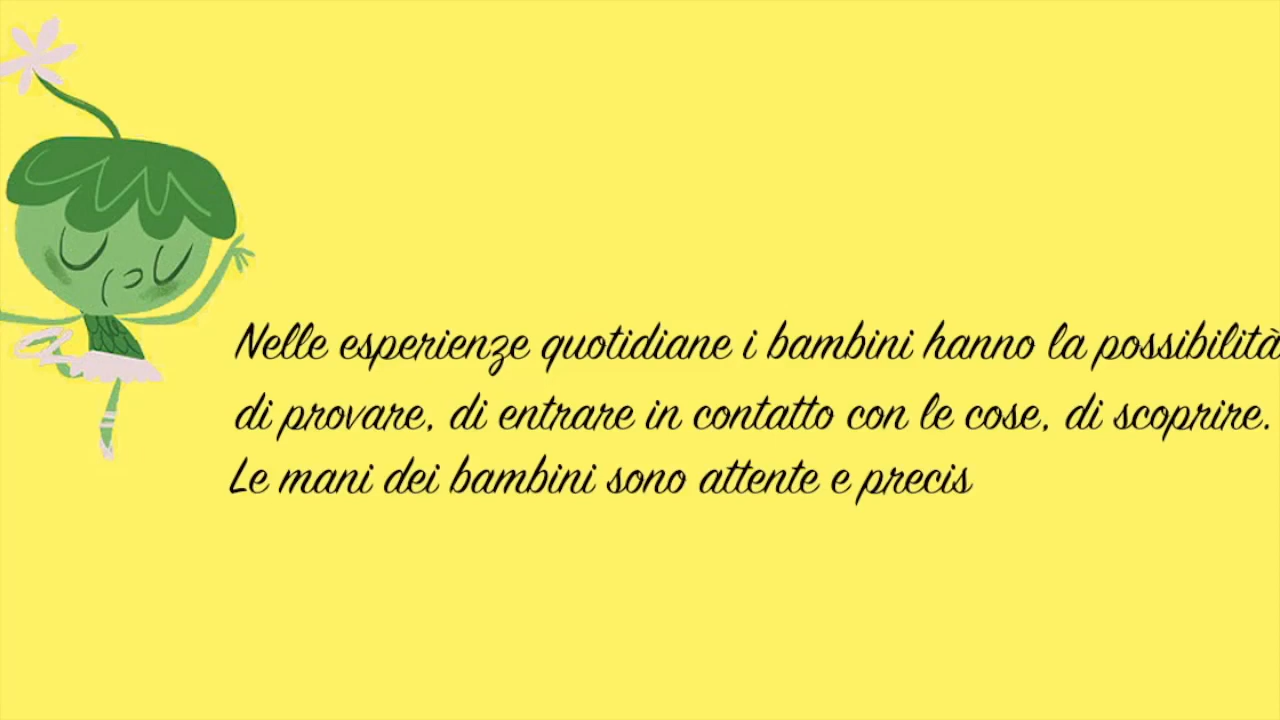 Nelle esperienze quotidiane i bambini hanno la possibilità
di provare, di entrare in contatto con le cose, di scoprire.
Le mani dei bambini sono attente e precis